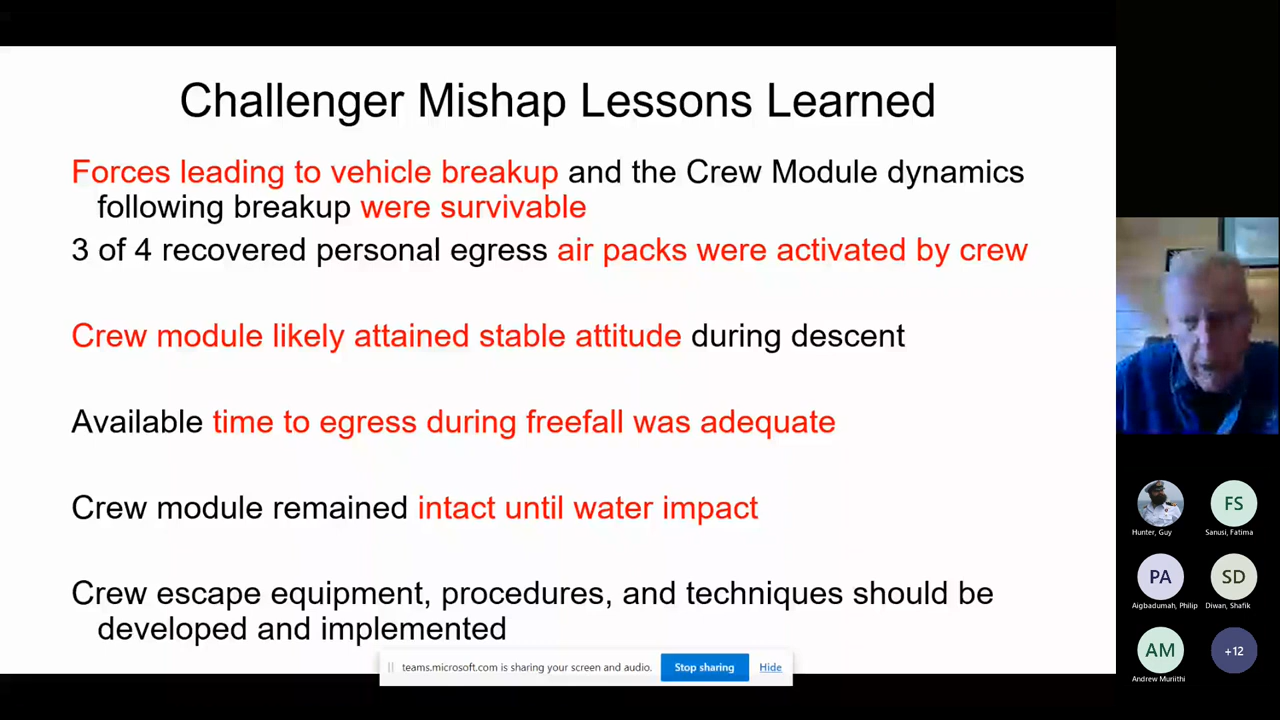 Challenger Mishap Lessons Learned
Forces leading to vehicle breakup and the Crew Module dynamics
following breakup were survivable
3 of 4 recovered personal egress air packs were activated by crew
Crew module likely attained stable attitude during descent
Available time to egress during freefall was adequate
Crew module remained intact until water impact
Crew escape equipment, procedures, and techniques should be
developed and implemented
teams.microsoft.com is sharing your screen and audio.
Stop sharing
Hide
Hunter, Guy
FS
Sanusi, Fatima
PA
Aigbadumah, Philip
SD
Diwan, Shafik
AM
Andrew Muriithi
+12